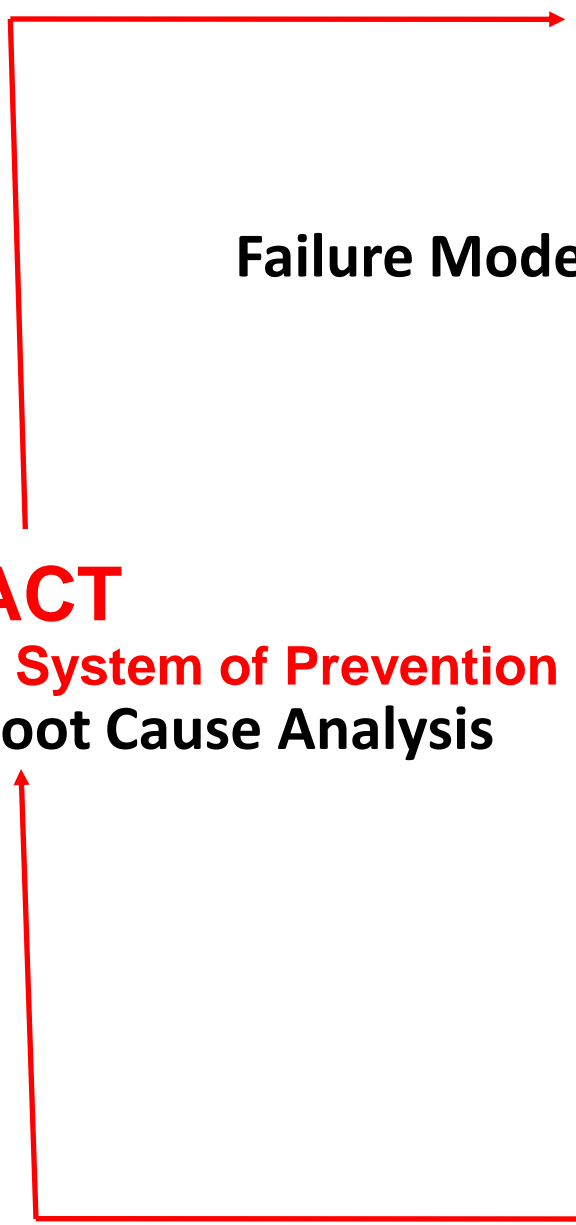 Failure Mode
ACT
System of Prevention
oot Cause Analysis